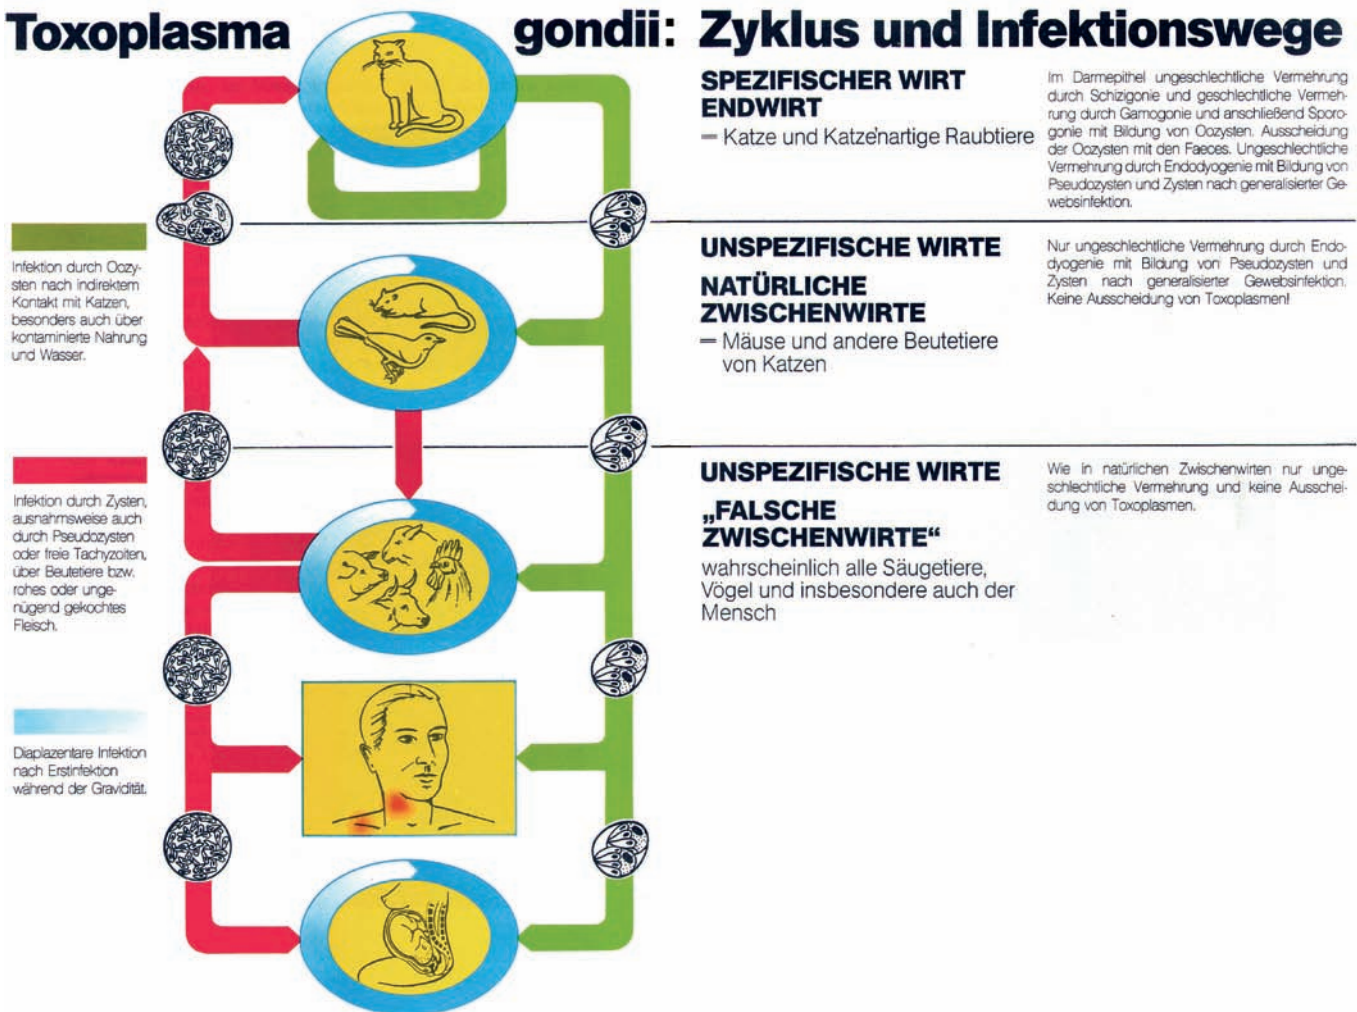 Toxoplasma gondii: Zyklus und Infektionswege
SPEZIFISCHER WIRT
ENDWIRT
– Katze und Katzenartige Raubtiere
Im Darmepithel ungeschlechtliche Vermehrung
durch Schizigonie und geschlechtliche Vermeh-
rung durch Gamogonie und anschließend Sporo-
gonie mit Bildung von Oozysten. Ausscheidung
der Oozysten mit den Faeces. Ungeschlechtliche
Vermehrung durch Endodyogenie mit Bildung von
Pseudozysten und Zysten nach generalisierter Ge-
websinfektion.
Infektion durch Oozy-
sten nach indirektem
Kontakt mit Katzen,
besonders auch über
kontaminierte Nahrung
und Wasser.
UNSPEZIFISCHE WIRTE
NATÜRLICHE
ZWISCHENWIRTE
– Mäuse und andere Beutetiere
von Katzen
Nur ungeschlechtliche Vermehrung durch Endo-
dyogenie mit Bildung von Pseudozysten und
Zysten nach generalisierter Gewebsinfektion.
Keine Ausscheidung von Toxoplasmen!
Infektion durch Zysten,
ausnahmsweise auch
durch Pseudozysten
oder freie Tachyzoiten,
über Beutetiere bzw.
rohes oder unge-
nügend gekochtes
Fleisch.
UNSPEZIFISCHE WIRTE
„FALSCHE
ZWISCHENWIRTE“
wahrscheinlich alle Säugetiere,
Vögel und insbesondere auch der
Mensch
Wie in natürlichen Zwischenwirten nur unge-
schlechtliche Vermehrung und keine Ausschei-
dung von Toxoplasmen.
Diaplazentare Infektion
nach Erstinfektion
während der Gravidität.